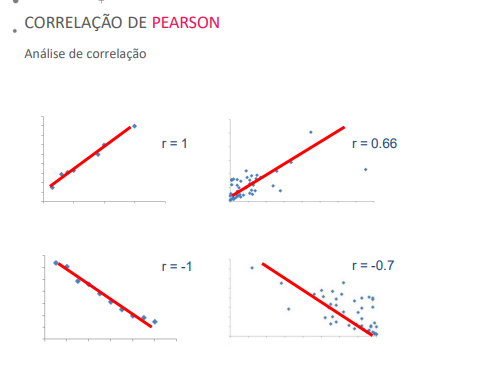 CORRELAÇÃO DE PEARSON
Análise de correlação
r = 1
r = 0.66
r = -1
r = -0.7